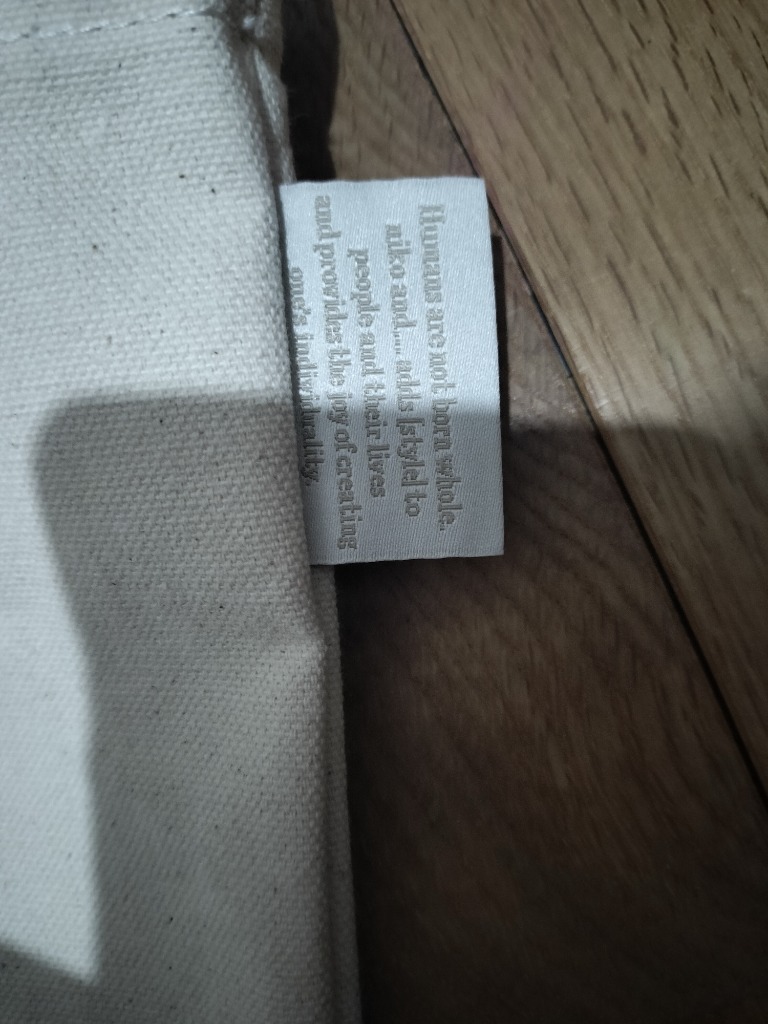 Humans are not born whole.
niko and... adds [style] to
people and their lives
and provides the joy of creating
one's individuality.